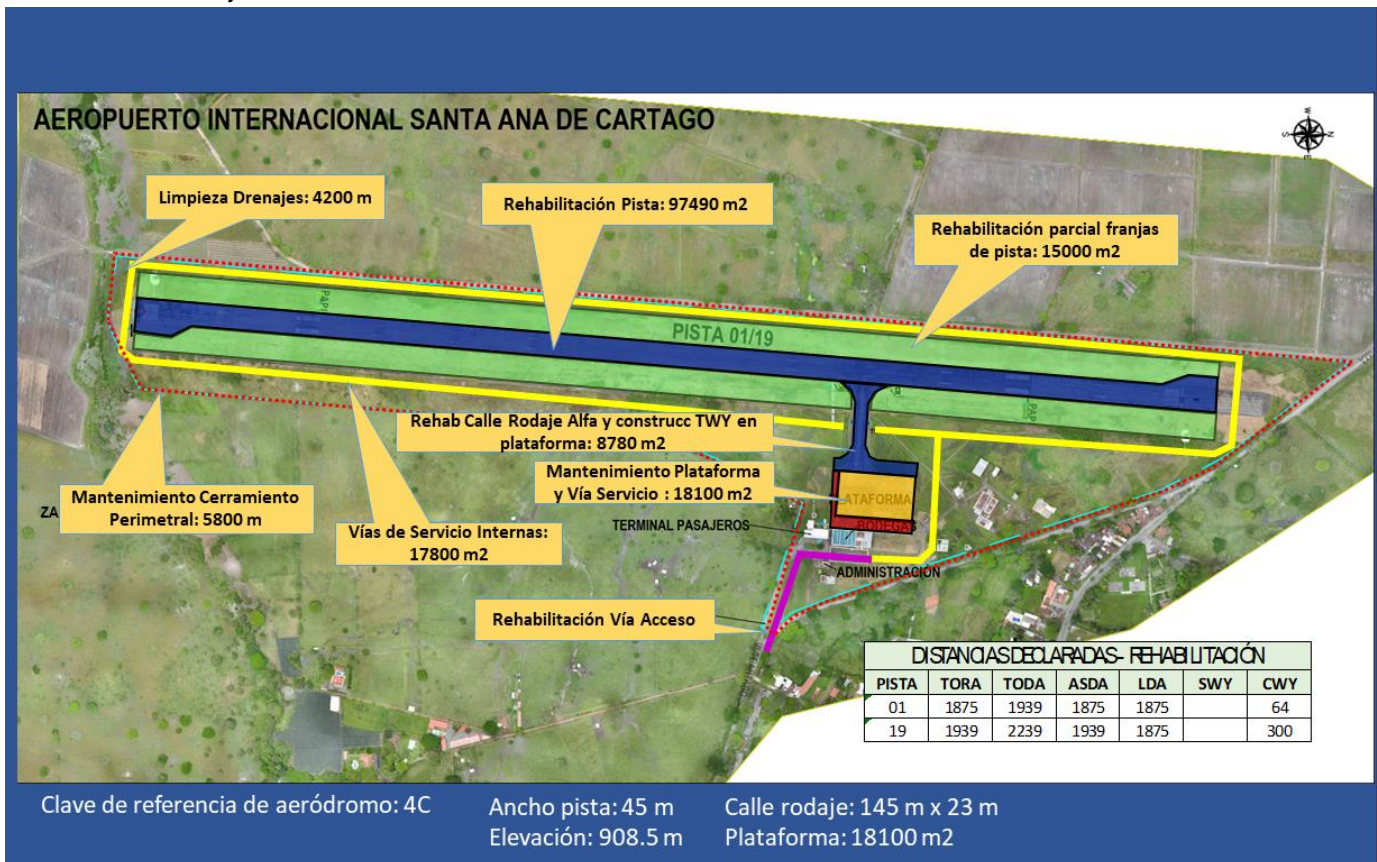 AEROPUERTO INTERNACIONAL SANTA ANA DE CARTAGO
W
S
N
E
Limpieza Drenajes: 4200 m
Rehabilitación Pista: 97490 m2
Rehabilitación parcial franjas
de pista: 15000 m2
PAPI
PISTA 01/19
PAPI
Rehab Calle Rodaje Alfa y construcc TWY en
plataforma: 8780 m2
Mantenimiento Plataforma
y Vía Servicio : 18100 m2
ATAFORMA
Mantenimiento Cerramiento
Perimetral: 5800 m
ZA
Vías de Servicio Internas:
17800 m2
TERMINAL PASAJEROS
BODEGAS
ADMINISTRACIÓN
Rehabilitación Vía Acceso
DISTANCIAS DECLARADAS- REHABILITACIÓN
PISTA TORA TODA ASDA LDA SWY CWY
01 1875 1939 1875 1875 64
19 1939 2239 1939 1875 300
Clave de referencia de aeródromo: 4C
Ancho pista: 45 m
Elevación: 908.5 m
Calle rodaje: 145 m x 23 m
Plataforma: 18100 m2